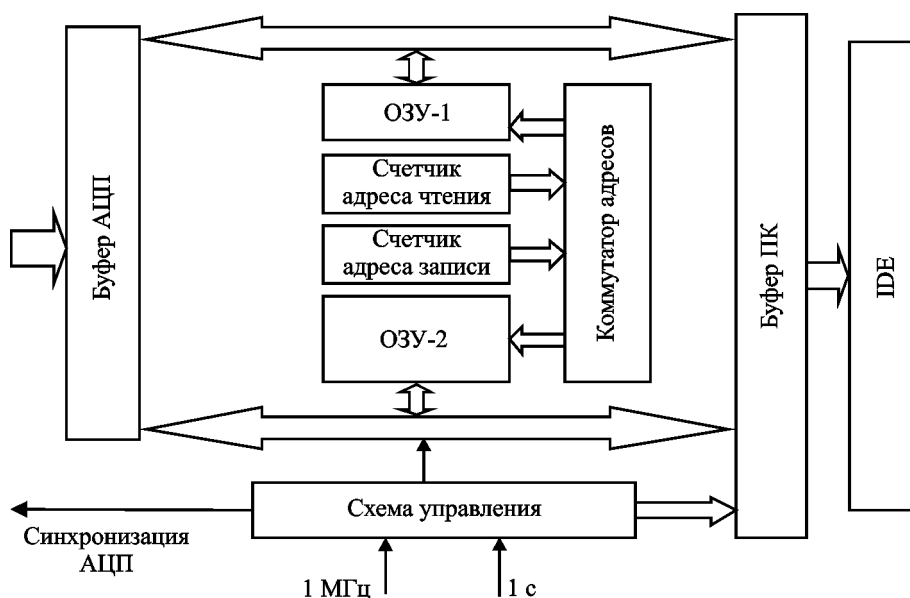 Буфер АЦП
ОЗУ-1
Счетчик
адреса чтения
Счетчик
адреса записи
ОЗУ-2
Коммутатор адресов
Буфер ПК
IDE
Схема управления
Синхронизация
АЦП
1 МГц
1 с